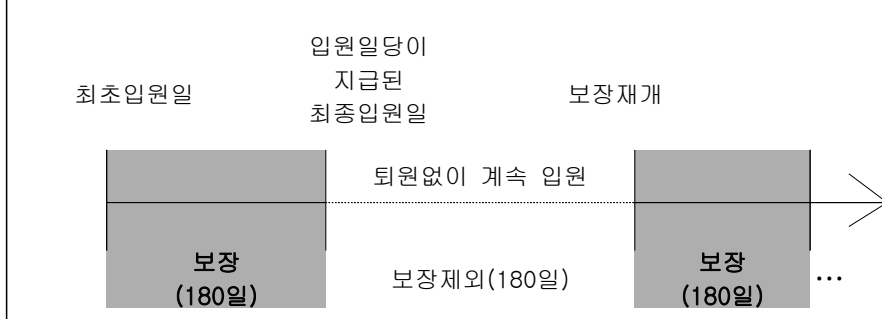 입원일당이
지급된
최종입원일
최초입원일
보장재개
퇴원없이 계속 입원
보장
(180일)
보장제외(180일)
보장
(180일)
…